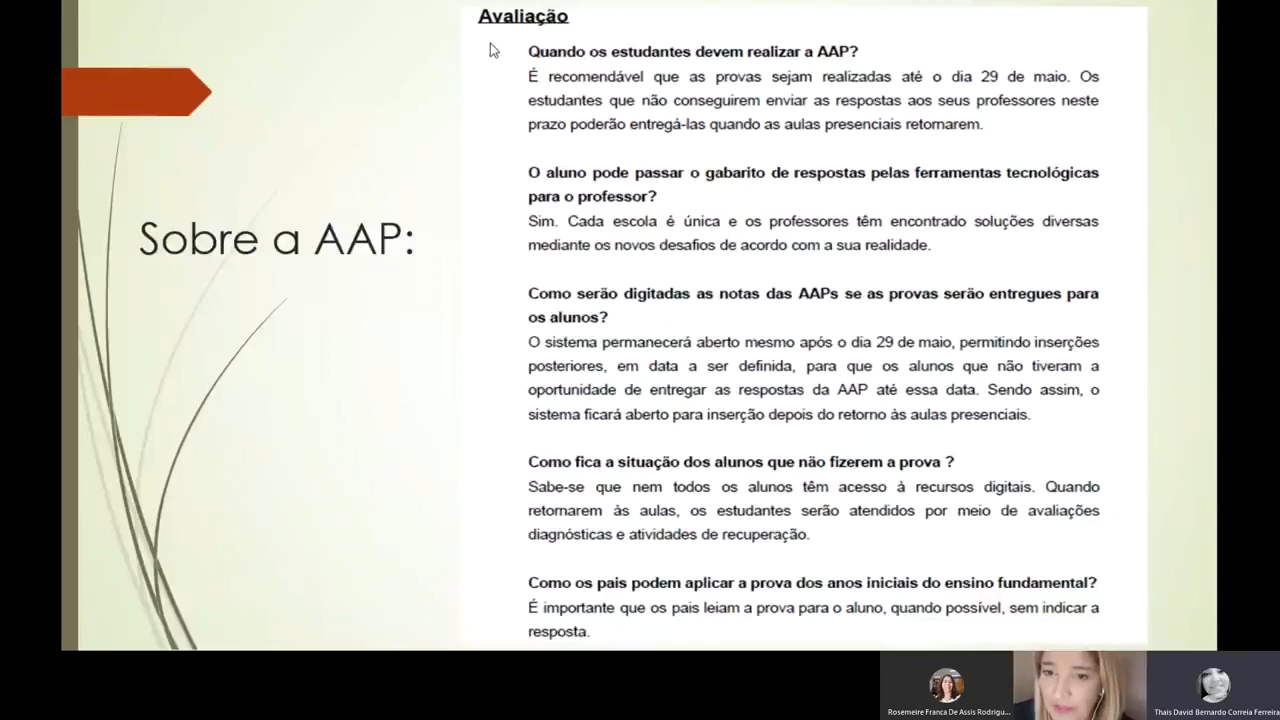 Avaliação
Quando os estudantes devem realizar a AAP?
É recomendável que as provas sejam realizadas até o dia 29 de maio. Os
estudantes que não conseguirem enviar as respostas aos seus professores neste
prazo poderão entregá-las quando as aulas presenciais retornarem.
O aluno pode passar o gabarito de respostas pelas ferramentas tecnológicas
para o professor?
Sim. Cada escola é única e os professores têm encontrado soluções diversas
mediante os novos desafios de acordo com a sua realidade.
Sobre a AAP:
Como serão digitadas as notas das AAPs se as provas serão entregues para
os alunos?
O sistema permanecerá aberto mesmo após o dia 29 de maio, permitindo inserções
posteriores, em data a ser definida, para que os alunos que não tiveram a
oportunidade de entregar as respostas da AAP até essa data. Sendo assim, o
sistema ficará aberto para inserção depois do retorno às aulas presenciais.
Como fica a situação dos alunos que não fizerem a prova ?
Sabe-se que nem todos os alunos têm acesso à recursos digitais. Quando
retornarem às aulas, os estudantes serão atendidos por meio de avaliações
diagnósticas e atividades de recuperação.
Como os pais podem aplicar a prova dos anos iniciais do ensino fundamental?
É importante que os pais leiam a prova para o aluno, quando possível, sem indicar a
resposta.
Rosemeire Franca De Assis Rodrigu...
Thais David Bernardo Correia Ferreira